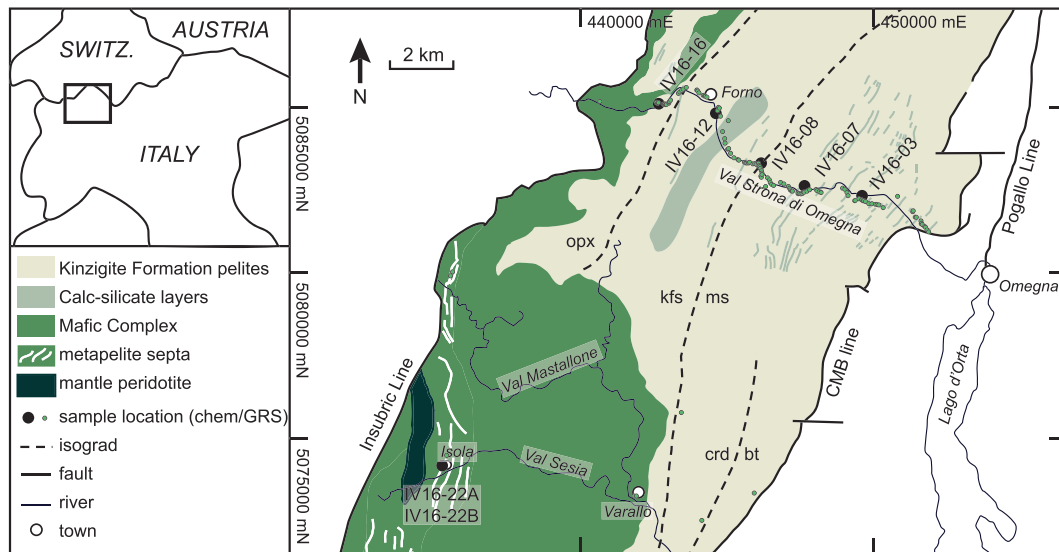 SWITZ.
AUSTRIA
ITALY
Kinzigite Formation pelites
Calc-silicate layers
Mafic Complex
metapelite septa
mantle peridotite
sample location (chem/GRS)
isograd
fault
river
town
440000 mE
450000 mE
2 km
N
5085000 mN
5080000 mN
5075000 mN
IV16-16
Forno
IV16-12
IV16-08
IV16-07
IV16-03
Val Strona di Omegna
Pogallo Line
Omegna
opx
kfs
ms
CMB line
Lago d'Orta
Insubric Line
Val Mastallone
crd
bt
Isola
Val Sesia
IV16-22A
IV16-22B
Varallo